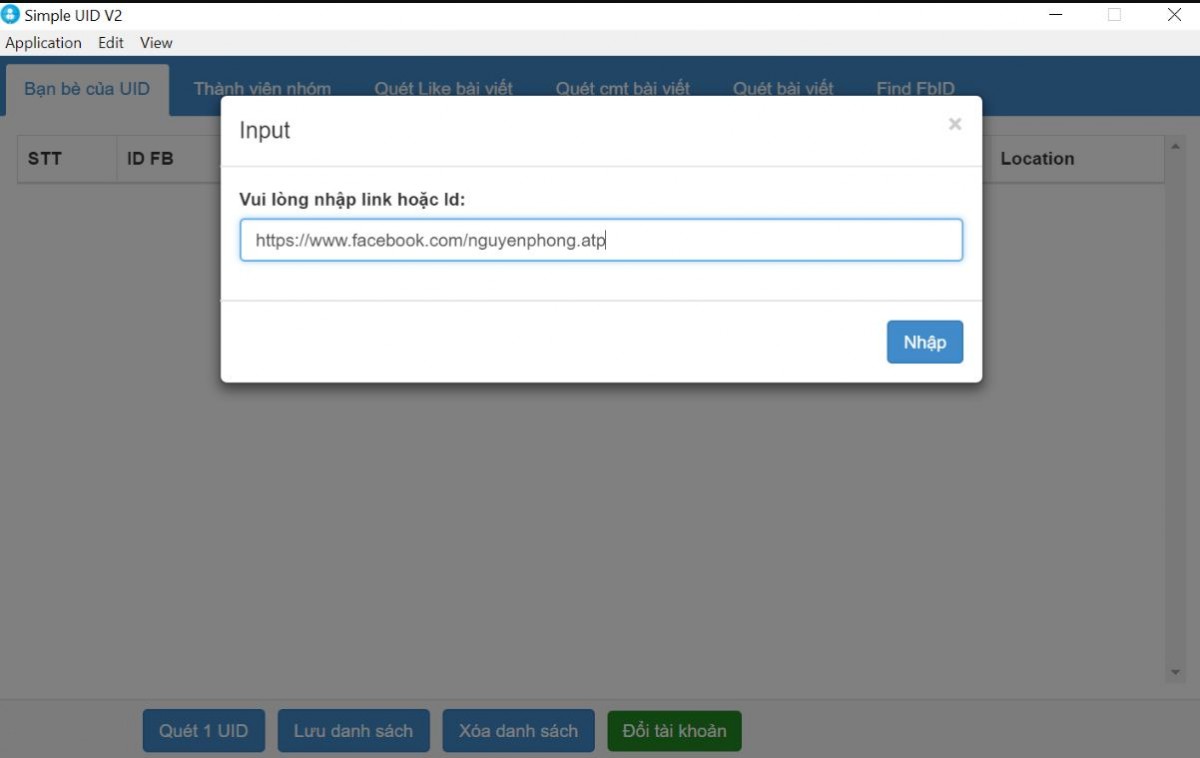 Simple UID V2
Application Edit View
Bạn bè của UID Thành viên nhóm Quét Like bài viết Quét cmt bài viết Quét bài viết Find FbID
Input ×
STT ID FB Location
Vui lòng nhập link hoặc Id:
https://www.facebook.com/nguyenphong.atp
Nhập
Quét 1 UID Lưu danh sách Xóa danh sách Đổi tài khoản